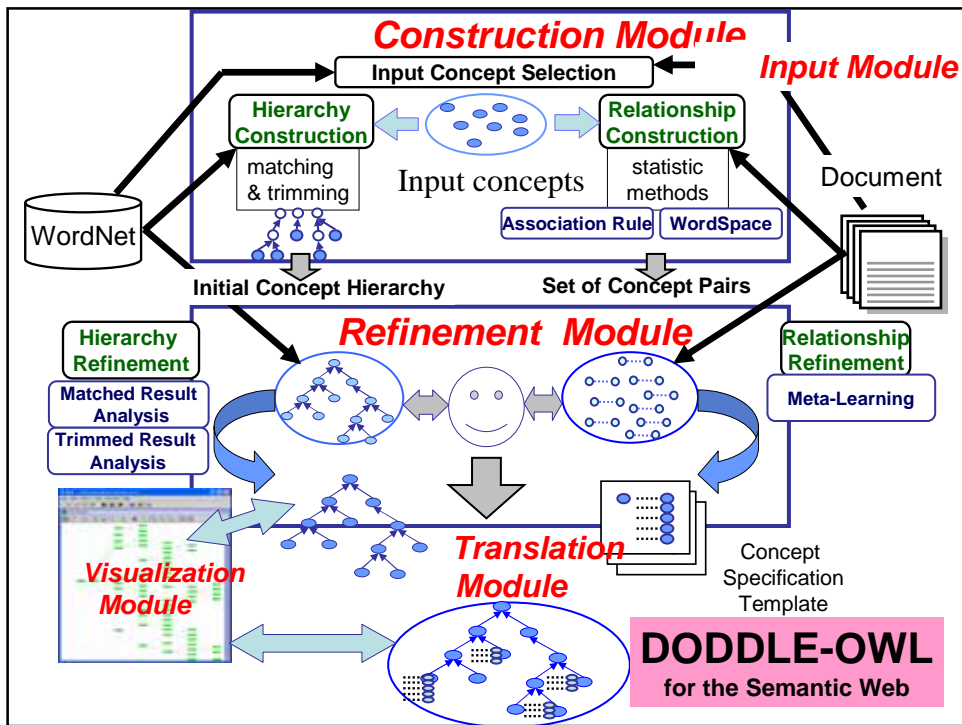 Construction Module
Input Module
Input Concept Selection
Hierarchy
Construction
Relationship
Construction
matching
& trimming
Input concepts
statistic
methods
Document
WordNet
Association Rule
WordSpace
Initial Concept Hierarchy
Set of Concept Pairs
Refinement Module
Hierarchy
Refinement
Relationship
Refinement
Matched Result
Analysis
Meta-Learning
Trimmed Result
Analysis
Translation
Module
Visualization
Module
Concept
Specification
Template
DODDLE-OWL
for the Semantic Web